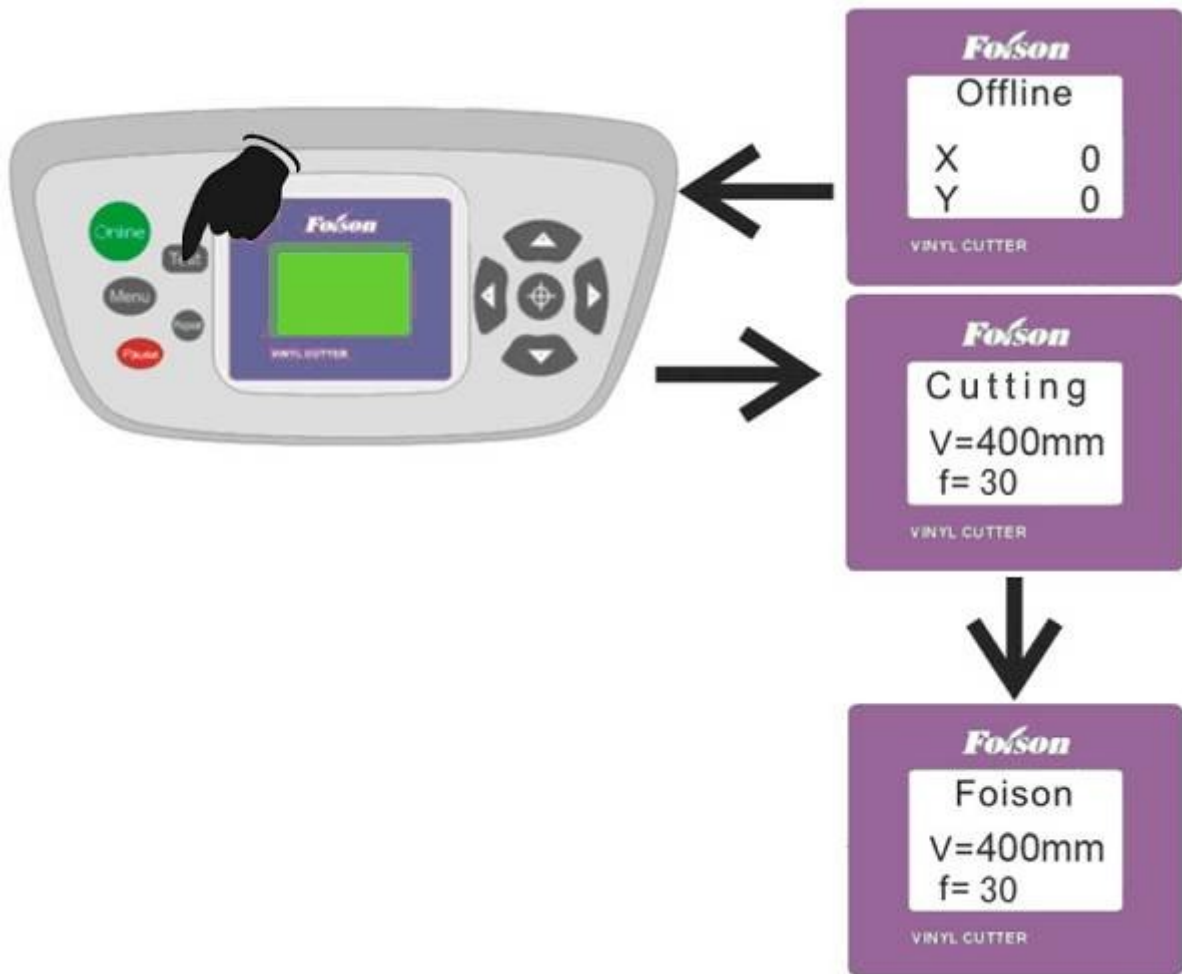 Online
Test
Menu
Repeat
Pause
Foison
VINYL CUTTER
Foison
Offline
X 0
Y 0
VINYL CUTTER
Foison
Cutting
V=400mm
f= 30
VINYL CUTTER
Foison
Foison
V=400mm
f= 30
VINYL CUTTER